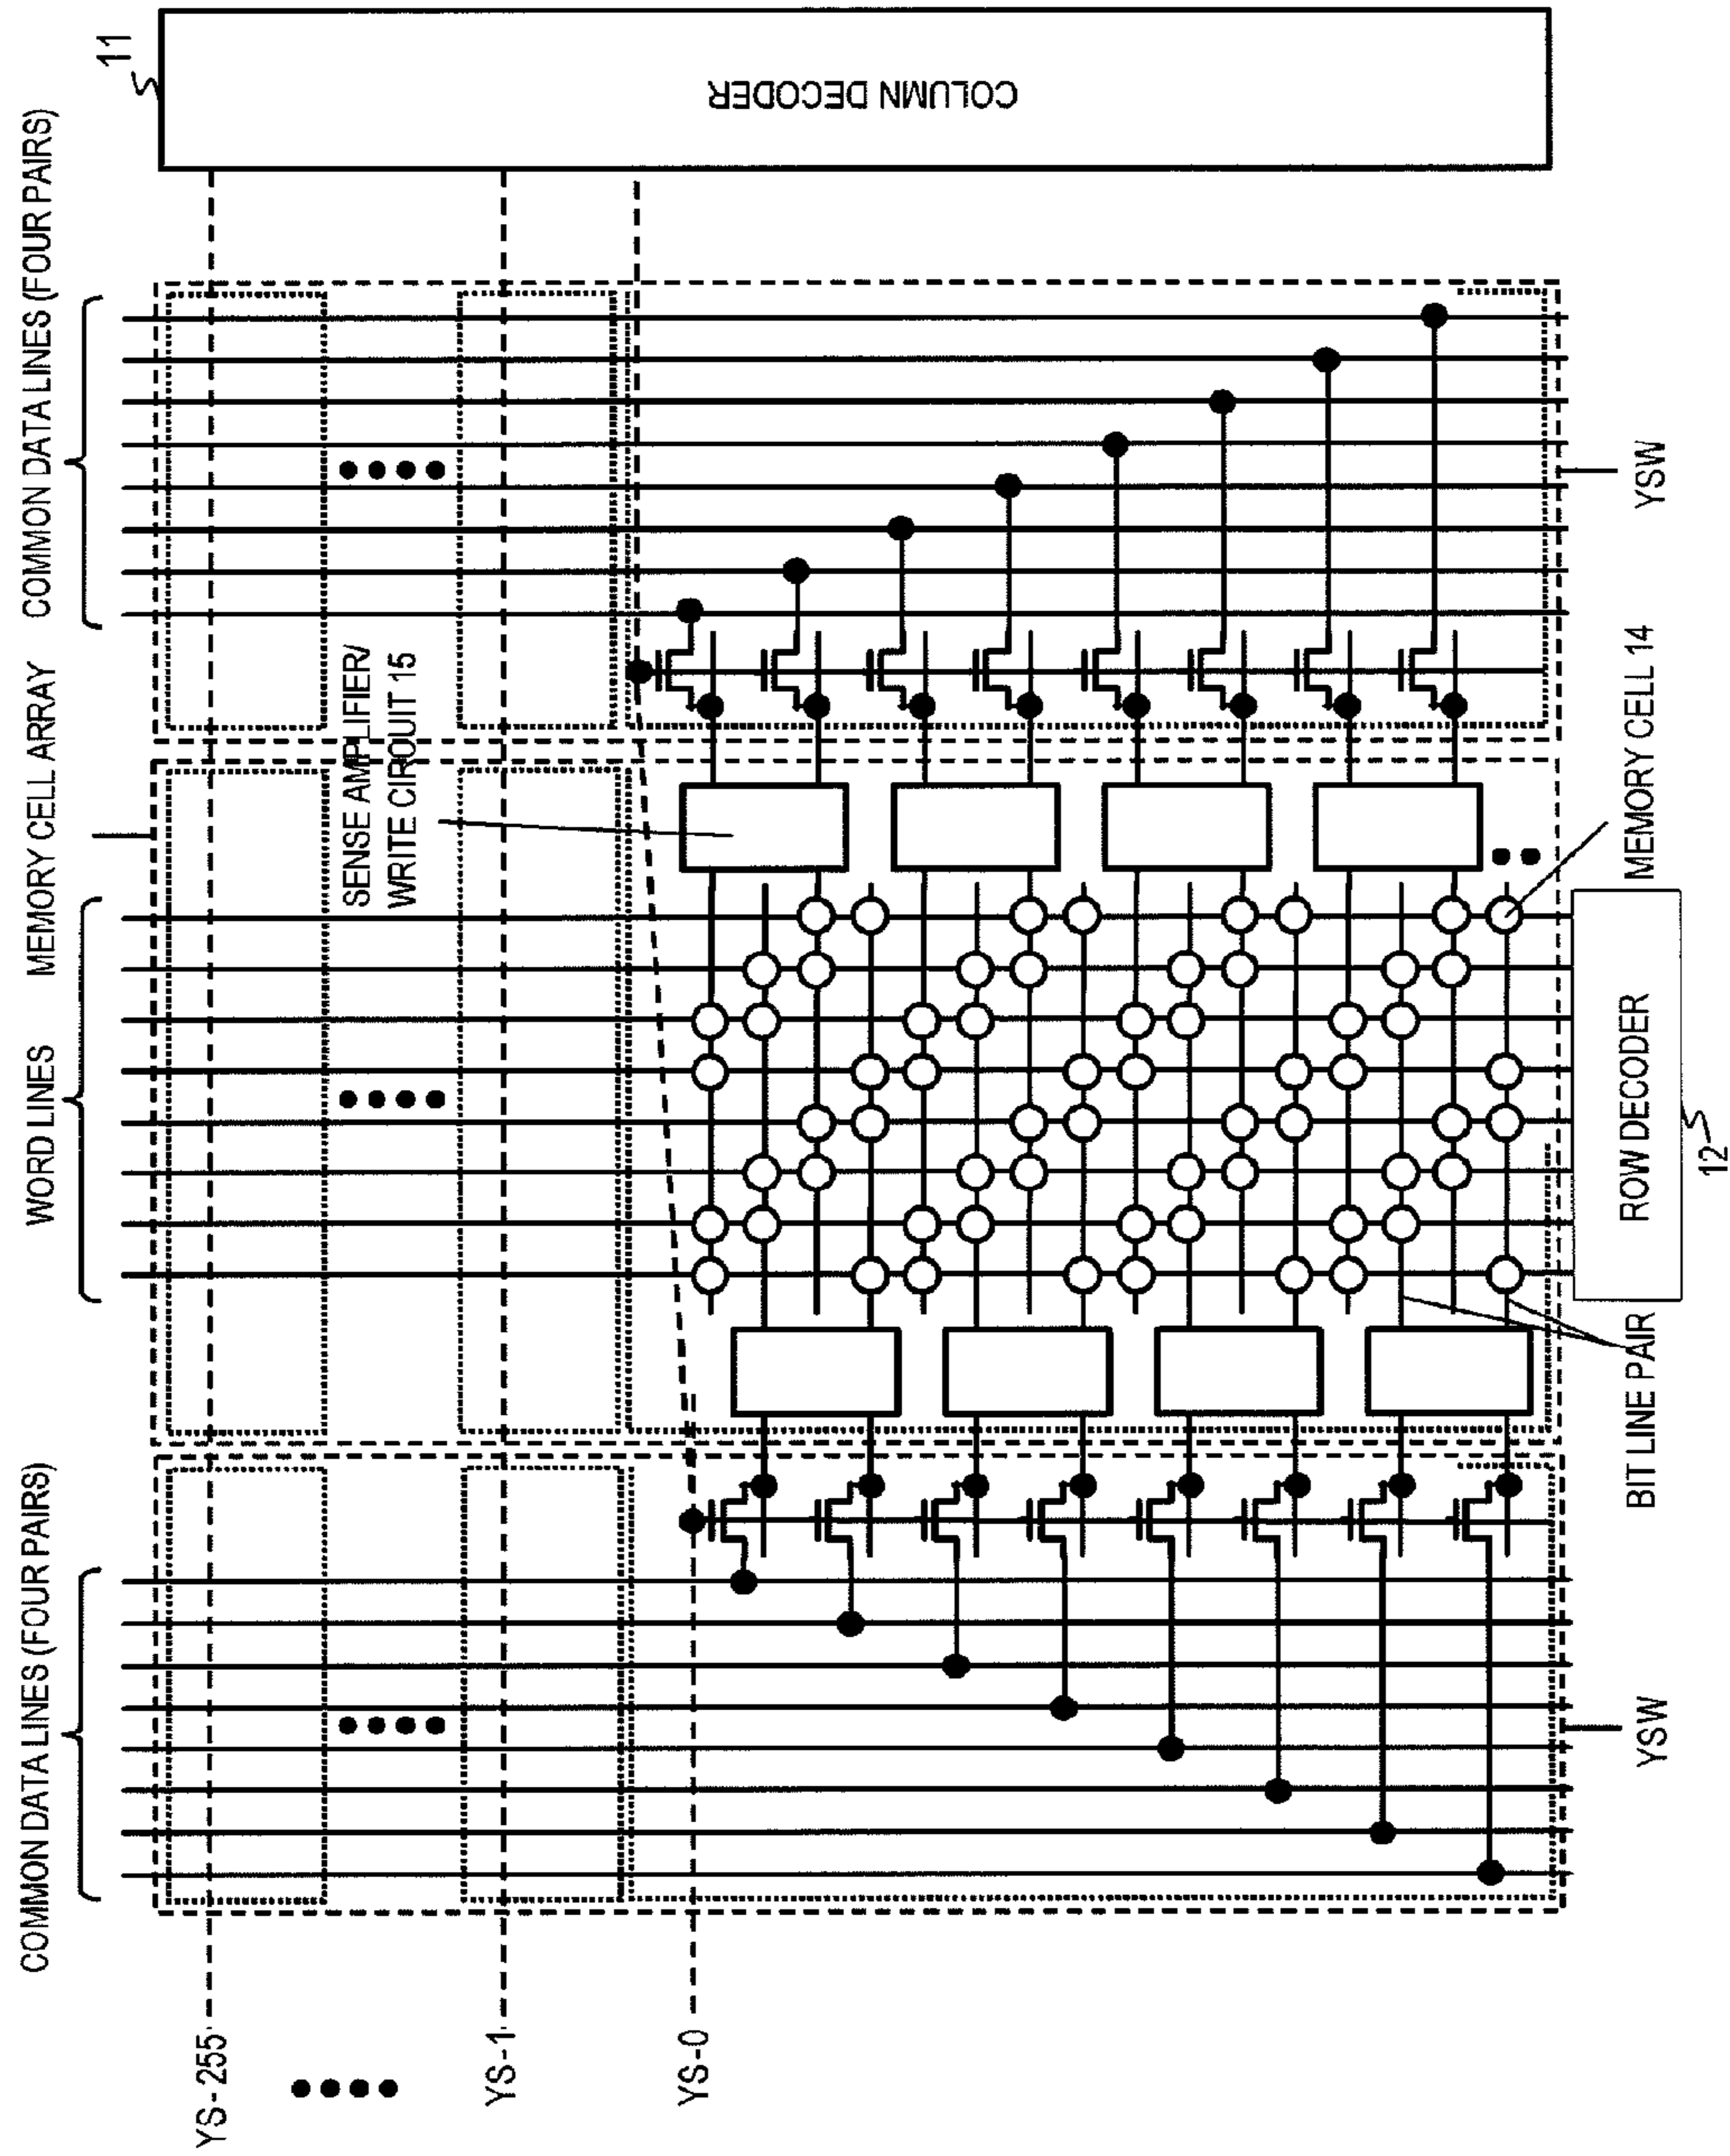 COMMON DATA LINES (FOUR PAIRS)
WORD LINES
MEMORY CELL ARRAY
COMMON DATA LINES (FOUR PAIRS)
11
COLUMN DECODER
SENSE AMPLIFIER/
WRITE CIRCUIT 15
YS-255
YS-1
YS-0
YSW
BIT LINE PAIR
ROW DECODER
12
MEMORY CELL 14
YSW